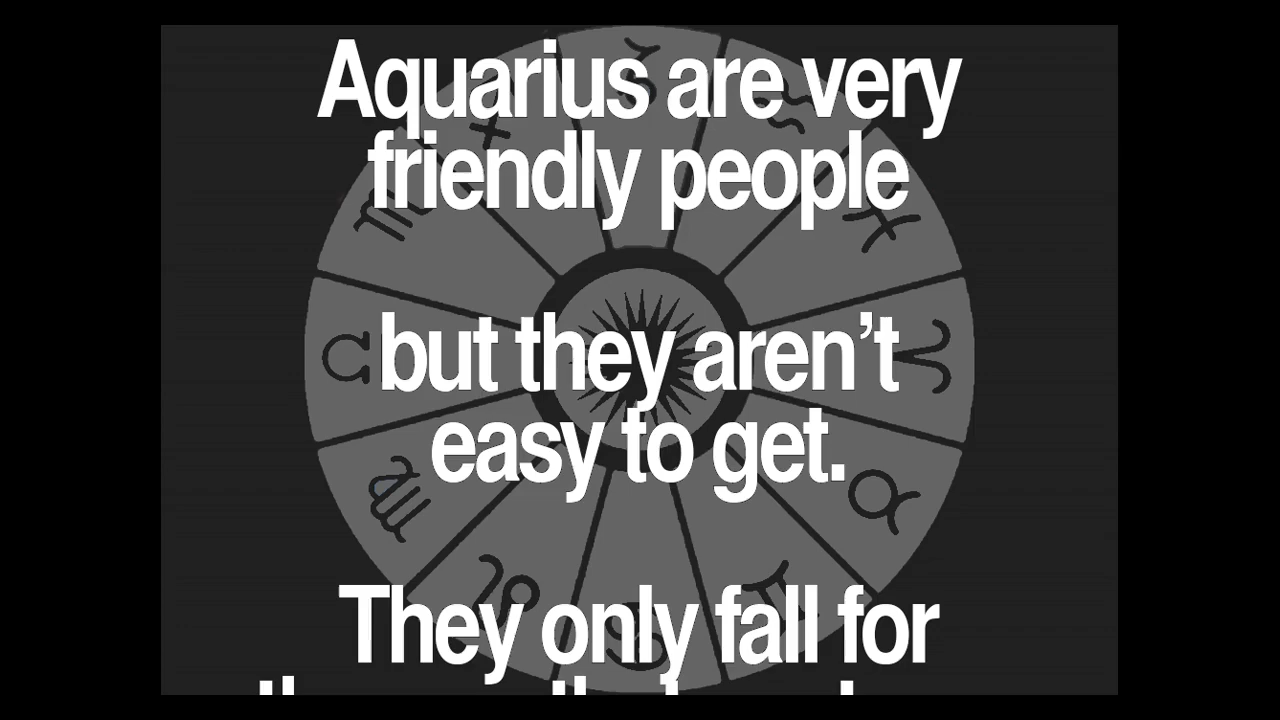 Aquarius are very
friendly people
but they aren’t
easy to get.
They only fall for